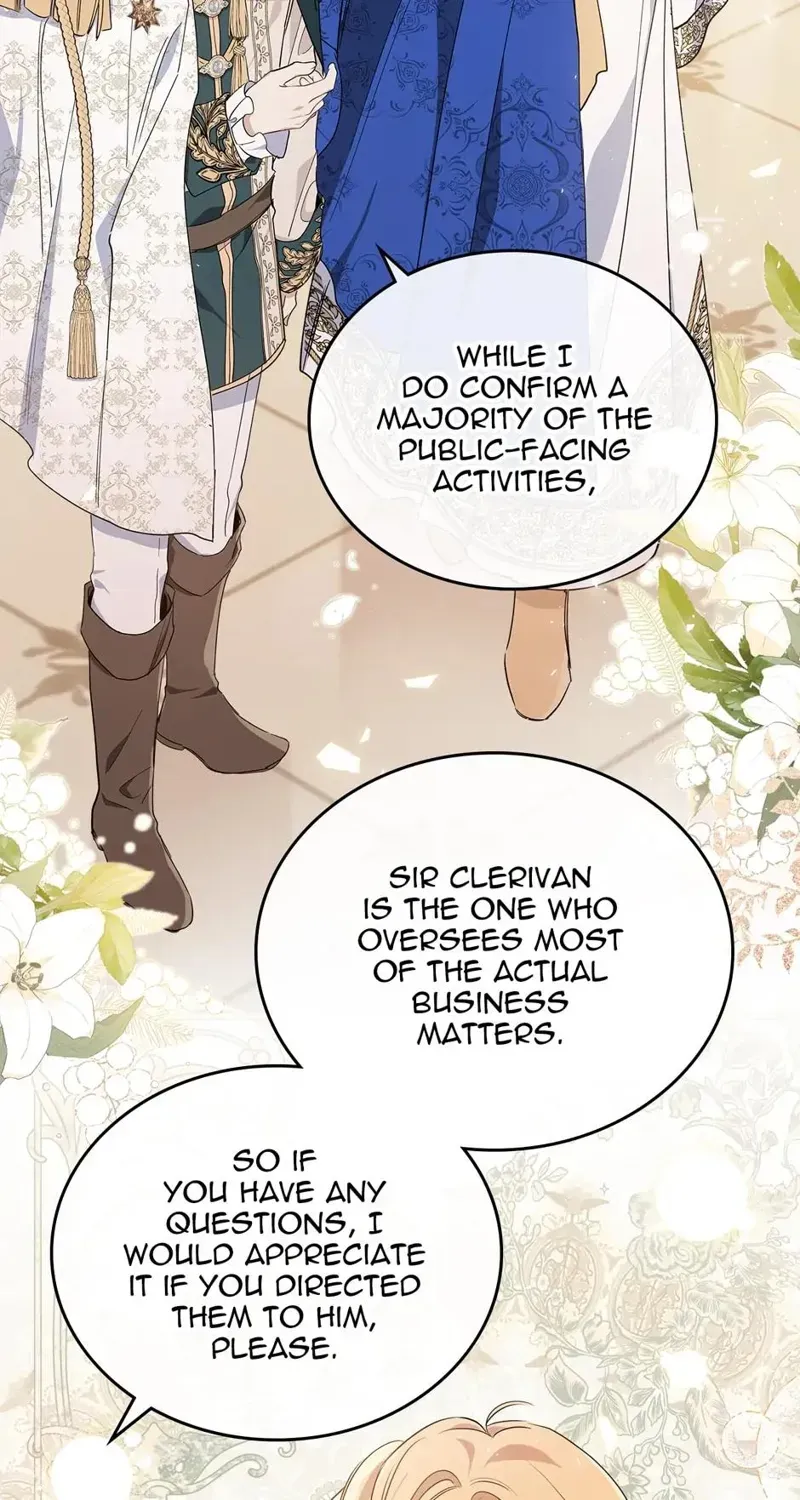 WHILE I
DO CONFIRM A
MAJORITY OF THE
PUBLIC-FACING
ACTIVITIES,
SIR CLERIVAN
IS THE ONE WHO
OVERSEES MOST
OF THE ACTUAL
BUSINESS
MATTERS.
SO IF
YOU HAVE ANY
QUESTIONS, I
WOULD APPRECIATE
IT IF YOU DIRECTED
THEM TO HIM,
PLEASE.